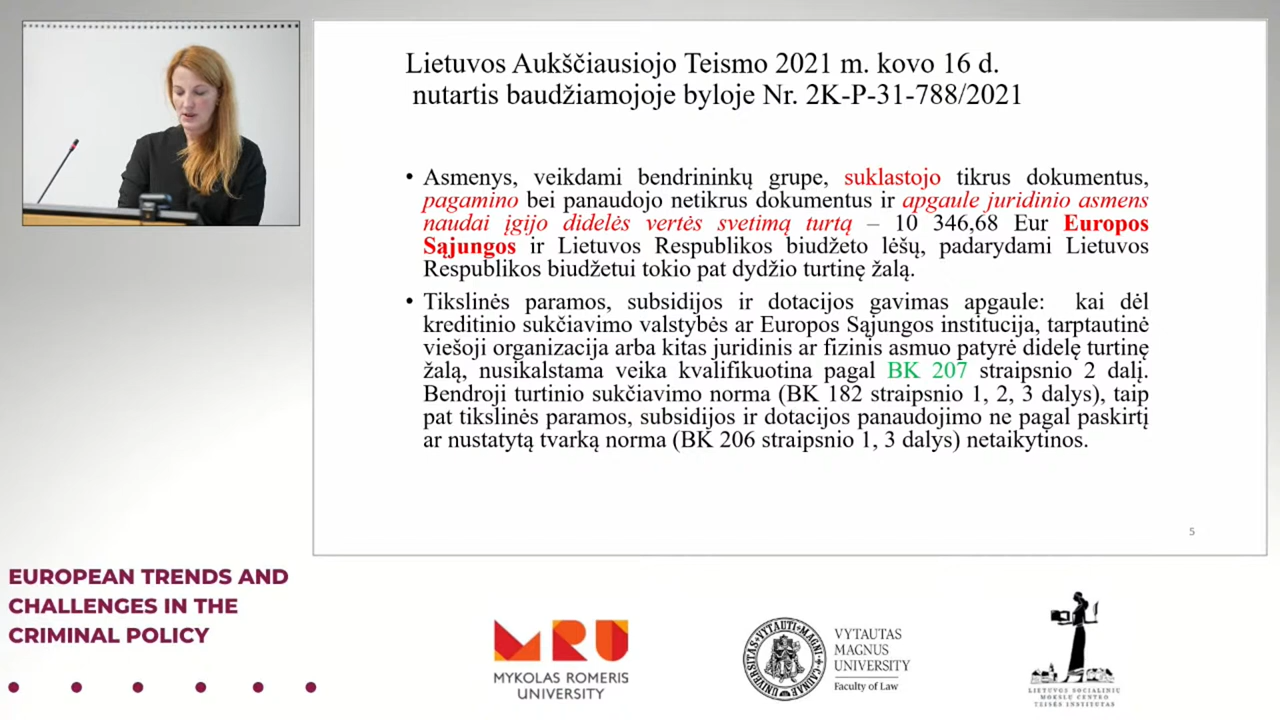 Lietuvos Aukščiausiojo Teismo 2021 m. kovo 16 d.
nutartis baudžiamojoje byloje Nr. 2K-P-31-788/2021
• Asmenys, veikdami bendrininkų grupe, suklastojo tikrus dokumentus,
pagamino bei panaudojo netikrus dokumentus ir apgaule juridinio asmens
naudai įgijo didelės vertės svetimą turtą – 10 346,68 Eur Europos
Sąjungos ir Lietuvos Respublikos biudžeto lėšų, padarydami Lietuvos
Respublikos biudžetui tokio pat dydžio turtinę žalą.
• Tikslinės paramos, subsidijos ir dotacijos gavimas apgaule: kai dėl
kreditinio sukčiavimo valstybės ar Europos Sąjungos institucija, tarptautinė
viešoji organizacija arba kitas juridinis ar fizinis asmuo patyrė didelę turtinę
žalą, nusikalstama veika kvalifikuotina pagal BK 207 straipsnio 2 dalį.
Bendroji turtinio sukčiavimo norma (BK 182 straipsnio 1, 2, 3 dalys), taip
pat tikslinės paramos, subsidijos ir dotacijos panaudojimo ne pagal paskirtį
ar nustatytą tvarką norma (BK 206 straipsnio 1, 3 dalys) netaikytinos.
5
EUROPEAN TRENDS AND
CHALLENGES IN THE
CRIMINAL POLICY
MRU
MYKOLAS ROMERIS
UNIVERSITY
UNIVERSITAS VYTAUTI MAGNI
VYTAUTAS
MAGNUS
UNIVERSITY
Faculty of Law
LIETUVOS SOCIALINIŲ
MOKSLŲ CENTRO
TEISĖS INSTITUTAS